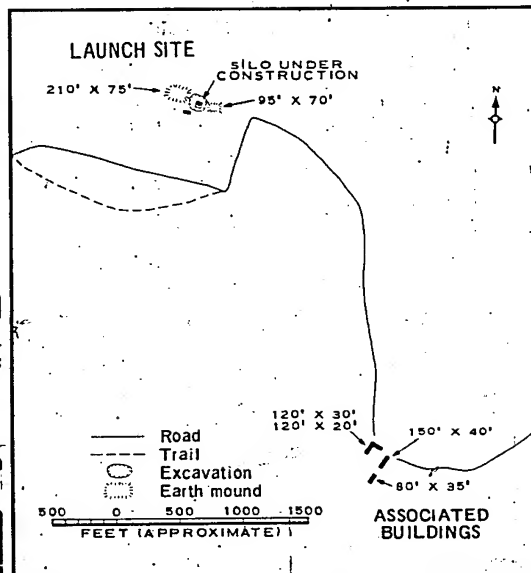 LAUNCH SITE
SILO UNDER
CONSTRUCTION
210' X 75'
95' X 70'
N
120' X 30'
120' X 20'
150' X 40'
80' X 35'
Road
Trail
Excavation
Earth mound
500 0 500 1000 1500
FEET (APPROXIMATE)
ASSOCIATED
BUILDINGS